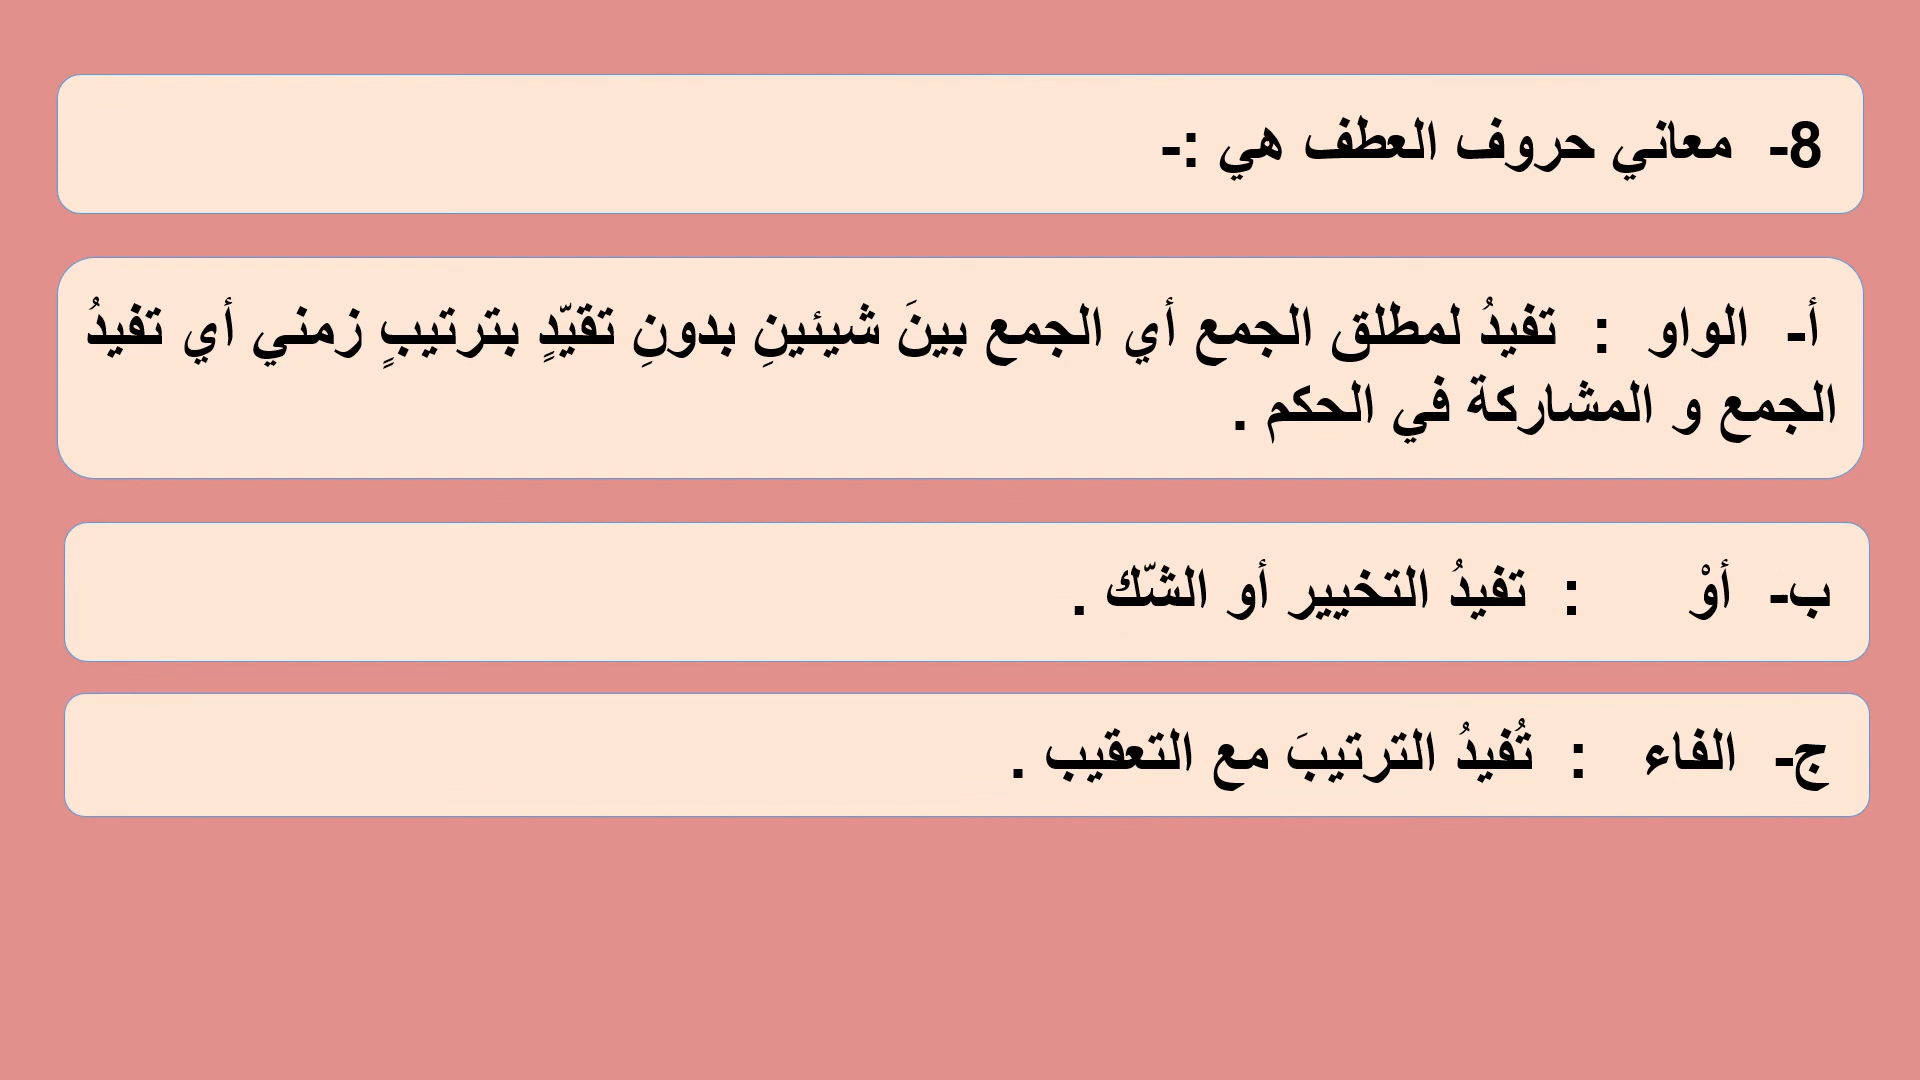 8- معاني حروف العطف هي :-
أ- الواو : تفيدُ لمطلق الجمع أي الجمع بينَ شيئينِ بدونِ تقيّدٍ بترتيبٍ زمني أي تفيدُ
الجمع و المشاركة في الحكم .
ب- أوْ : تفيدُ التخيير أو الشّك .
ج- الفاء : تُفيدُ الترتيبَ مع التعقيب .